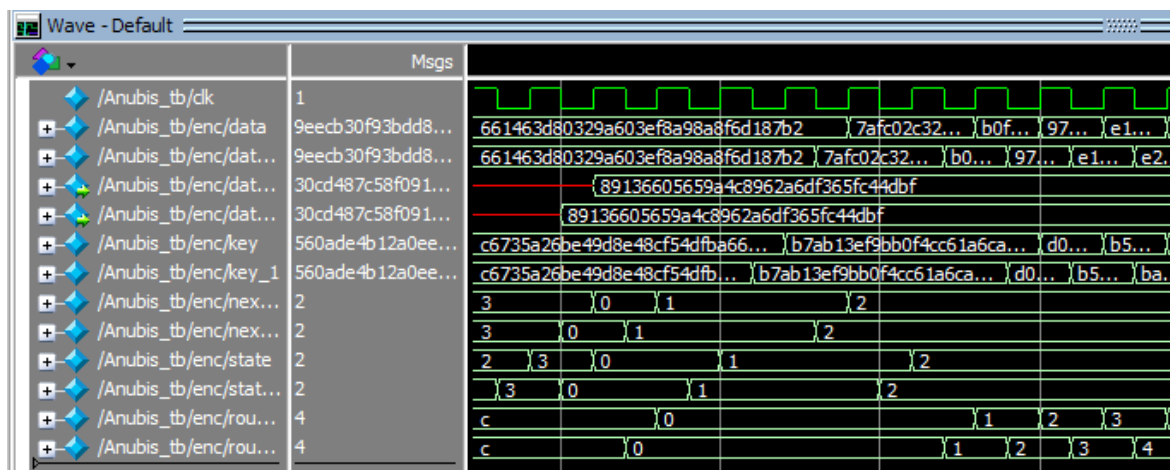 Wave - Default
Msgs
/Anubis_tb/clk 1
/Anubis_tb/enc/data 9eecb30f93bdd8... 661463d80329a603ef8a98a8f6d187b2 7afc02c32... b0f... 97... e1...
/Anubis_tb/enc/dat... 9eecb30f93bdd8... 661463d80329a603ef8a98a8f6d187b2 7afc02c32... b0... 97... e1... e2.
/Anubis_tb/enc/dat... 30cd487c58f091... 89136605659a4c8962a6df365fc44dbf
/Anubis_tb/enc/dat... 30cd487c58f091... 89136605659a4c8962a6df365fc44dbf
/Anubis_tb/enc/key 560ade4b12a0ee... c6735a26be49d8e48cf54dfba66... b7ab13ef9bb0f4cc61a6ca... d0... b5...
/Anubis_tb/enc/key_1 560ade4b12a0ee... c6735a26be49d8e48cf54dfb... b7ab13ef9bb0f4cc61a6ca... d0... b5... ba.
/Anubis_tb/enc/nex... 2 3 0 1 2
/Anubis_tb/enc/nex... 2 3 0 1 2
/Anubis_tb/enc/state 2 2 3 0 1 2
/Anubis_tb/enc/stat... 2 3 0 1 2
/Anubis_tb/enc/rou... 4 c 0 1 2 3
/Anubis_tb/enc/rou... 4 c 0 1 2 3 4